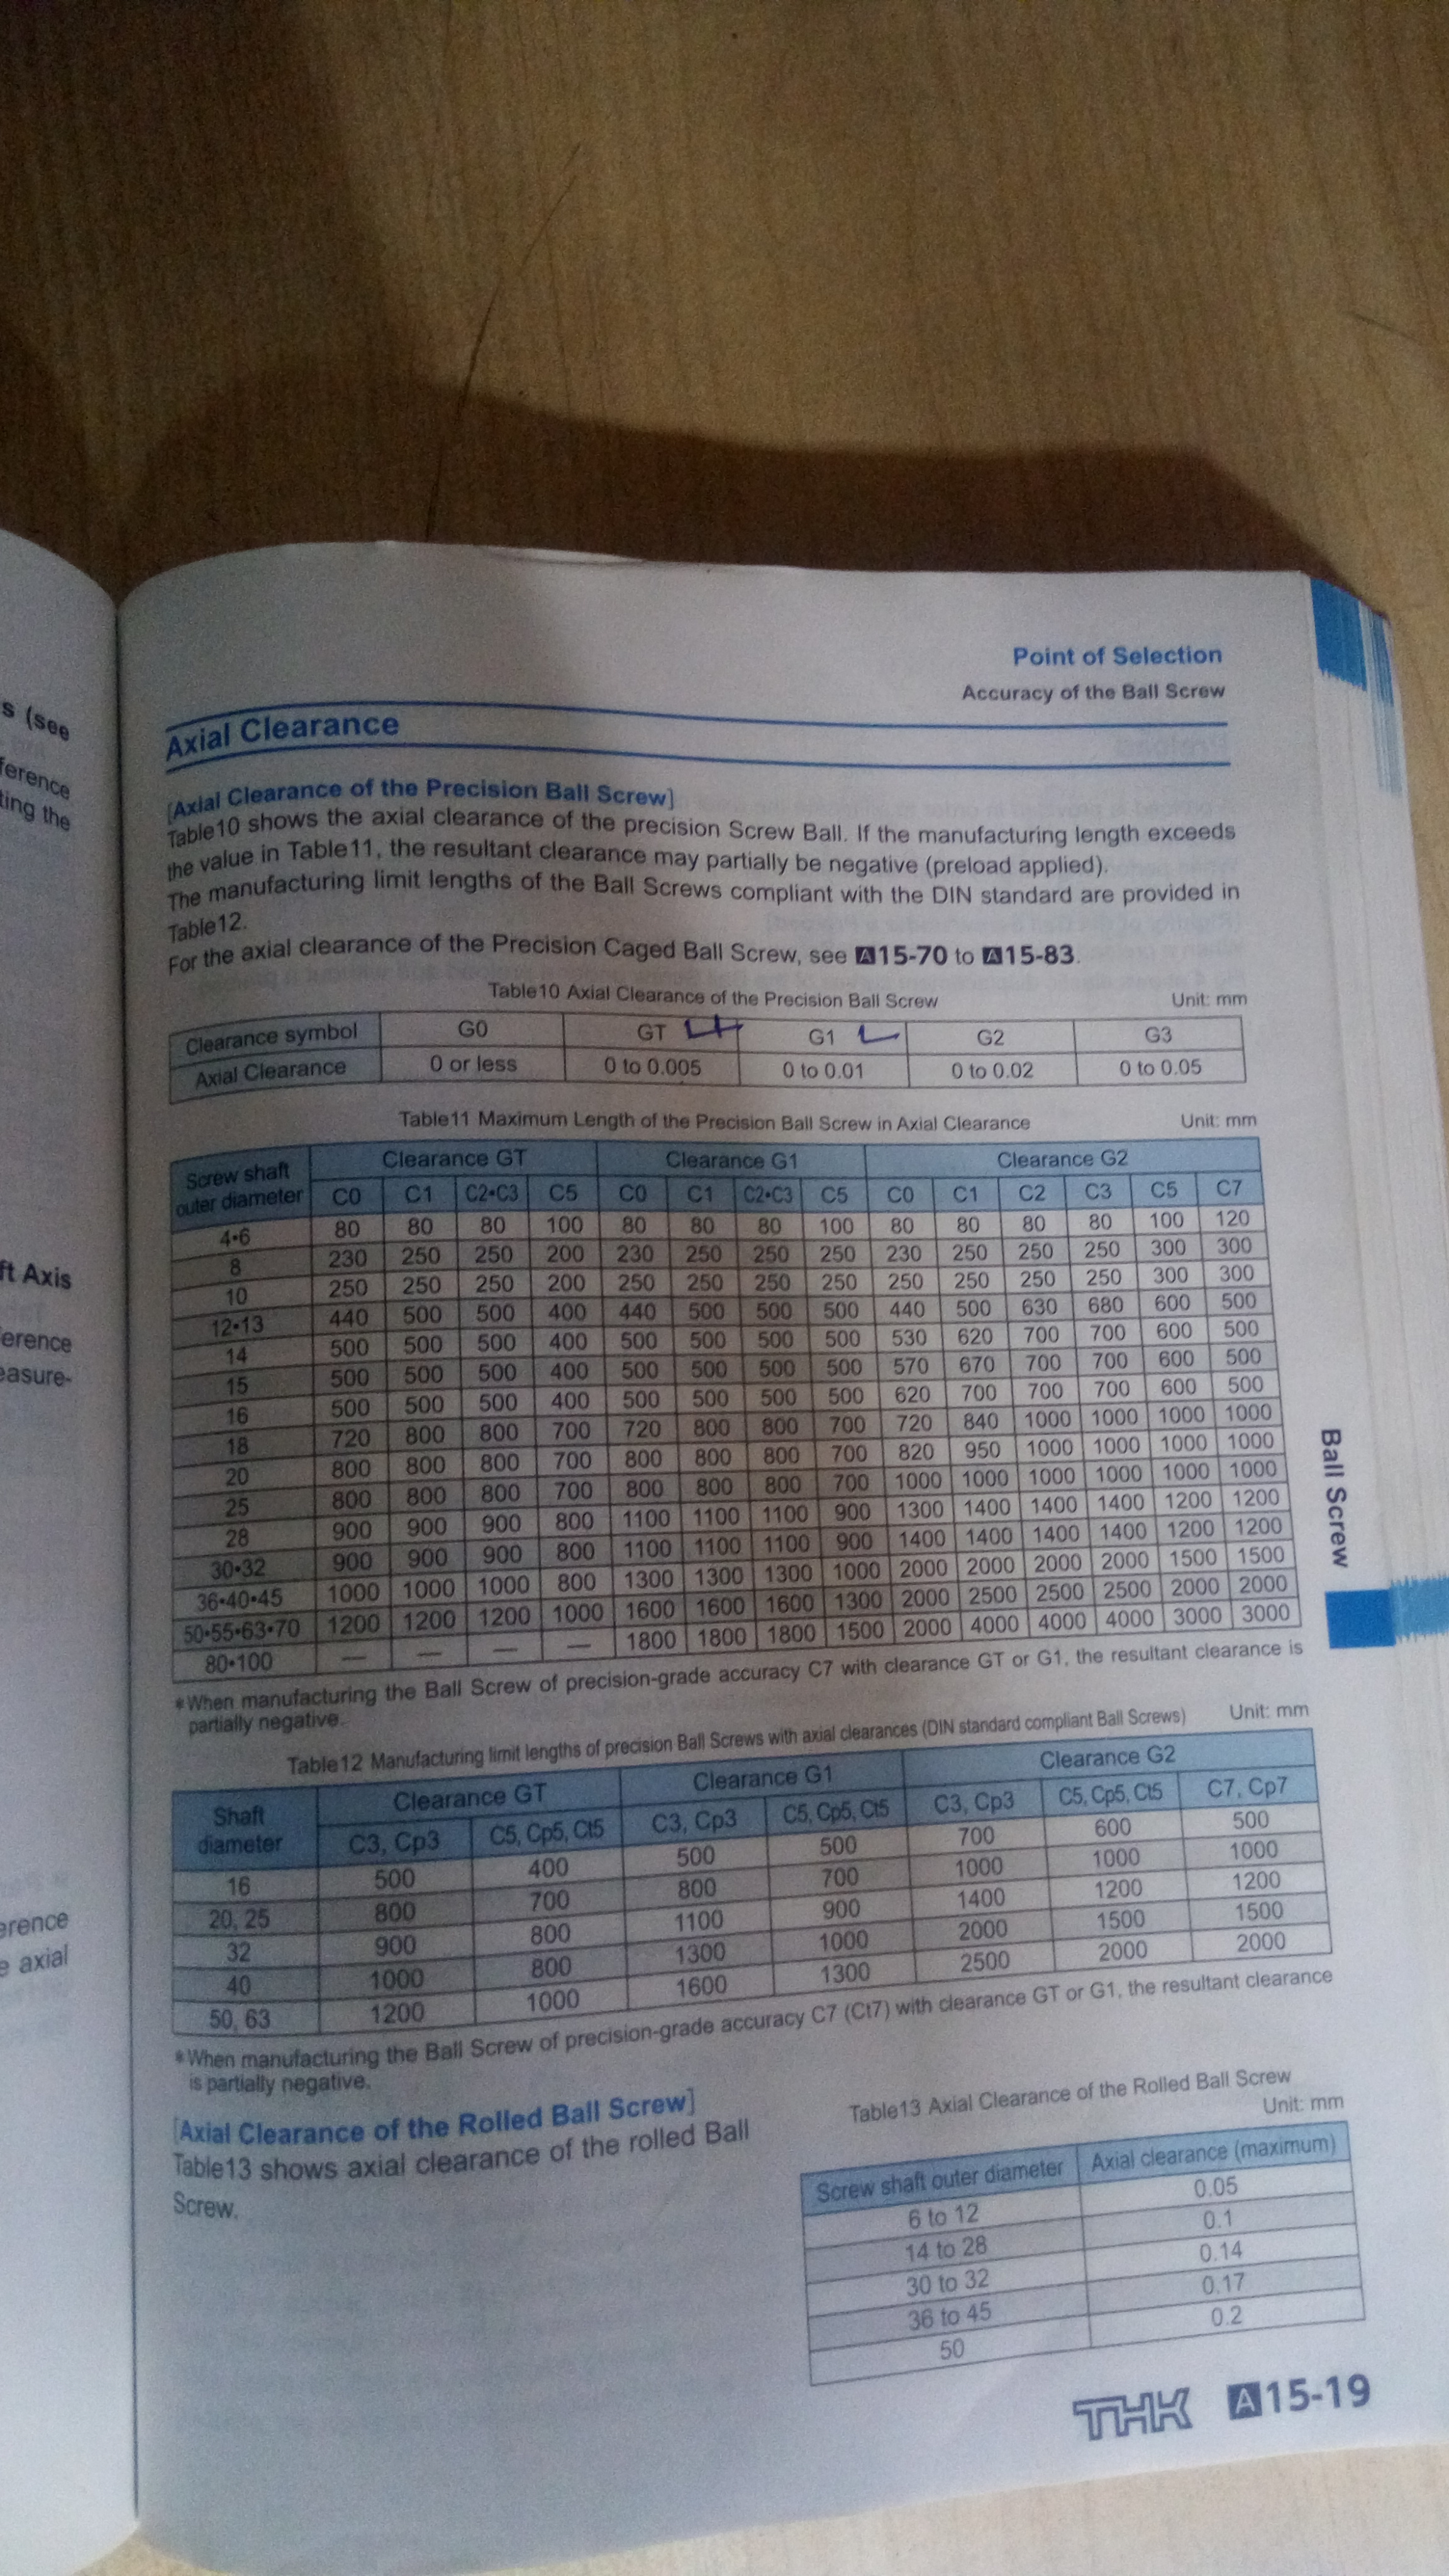 s (see
ference
ting the
ft Axis
erence
easure-
erence
e axial
Point of Selection
Accuracy of the Ball Screw
Axial Clearance
[Axial Clearance of the Precision Ball Screw]
Table10 shows the axial clearance of the precision Screw Ball. If the manufacturing length exceeds
the value in Table11, the resultant clearance may partially be negative (preload applied).
The manufacturing limit lengths of the Ball Screws compliant with the DIN standard are provided in
Table12.
For the axial clearance of the Precision Caged Ball Screw, see A15-70 to A15-83.
Table10 Axial Clearance of the Precision Ball Screw Unit: mm
Clearance symbol G0 GT G1 G2 G3
Axial Clearance 0 or less 0 to 0.005 0 to 0.01 0 to 0.02 0 to 0.05
Table11 Maximum Length of the Precision Ball Screw in Axial Clearance Unit: mm
Screw shaft outer diameter Clearance GT Clearance G1 Clearance G2
C0 C1 C2•C3 C5 C0 C1 C2•C3 C5 C0 C1 C2 C3 C5 C7
4•6 80 80 80 100 80 80 80 100 80 80 80 80 100 120
8 230 250 250 200 230 250 250 250 230 250 250 250 300 300
10 250 250 250 200 250 250 250 250 250 250 250 250 300 300
12•13 440 500 500 400 440 500 500 500 440 500 630 680 600 500
14 500 500 500 400 500 500 500 500 530 620 700 700 600 500
15 500 500 500 400 500 500 500 500 570 670 700 700 600 500
16 500 500 500 400 500 500 500 500 620 700 700 700 600 500
18 720 800 800 700 720 800 800 700 720 840 1000 1000 1000 1000
20 800 800 800 700 800 800 800 700 820 950 1000 1000 1000 1000
25 800 800 800 700 800 800 800 700 1000 1000 1000 1000 1000 1000
28 900 900 900 800 1100 1100 1100 900 1300 1400 1400 1400 1200 1200
30•32 900 900 900 800 1100 1100 1100 900 1400 1400 1400 1400 1200 1200
36•40•45 1000 1000 1000 800 1300 1300 1300 1000 2000 2000 2000 2000 1500 1500
50•55•63•70 1200 1200 1200 1000 1600 1600 1600 1300 2000 2500 2500 2500 2000 2000
80•100 — — — — 1800 1800 1800 1500 2000 4000 4000 4000 3000 3000
*When manufacturing the Ball Screw of precision-grade accuracy C7 with clearance GT or G1, the resultant clearance is
partially negative.
Table12 Manufacturing limit lengths of precision Ball Screws with axial clearances (DIN standard compliant Ball Screws) Unit: mm
Shaft diameter Clearance GT Clearance G1 Clearance G2
C3, Cp3 C5, Cp5, Ct5 C3, Cp3 C5, Cp5, Ct5 C3, Cp3 C5, Cp5, Ct5 C7, Cp7
16 500 400 500 500 700 600 500
20, 25 800 700 800 700 1000 1000 1000
32 900 800 1100 900 1400 1200 1200
40 1000 800 1300 1000 2000 1500 1500
50, 63 1200 1000 1600 1300 2500 2000 2000
*When manufacturing the Ball Screw of precision-grade accuracy C7 (Ct7) with clearance GT or G1, the resultant clearance
is partially negative.
[Axial Clearance of the Rolled Ball Screw]
Table13 shows axial clearance of the rolled Ball
Screw.
Table13 Axial Clearance of the Rolled Ball Screw
Unit: mm
Screw shaft outer diameter Axial clearance (maximum)
6 to 12 0.05
14 to 28 0.1
30 to 32 0.14
36 to 45 0.17
50 0.2
Ball Screw
THK A15-19